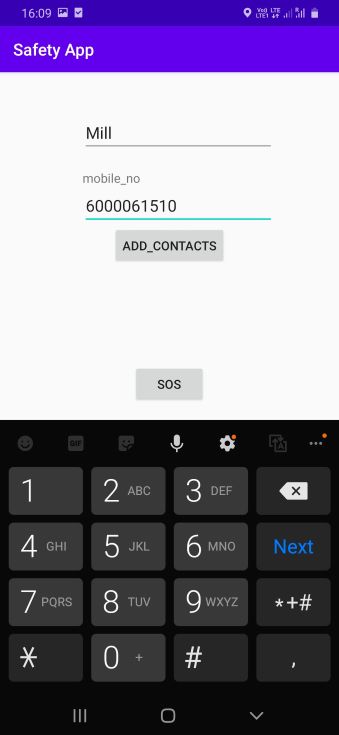 16:09 Vo) LTE
LTE1 R
Safety App
Mill
mobile_no
6000061510
ADD_CONTACTS
SOS
GIF
1 2 ABC 3 DEF
4 GHI 5 JKL 6 MNO Next
7 PQRS 8 TUV 9 WXYZ *+#
* 0 + # ,